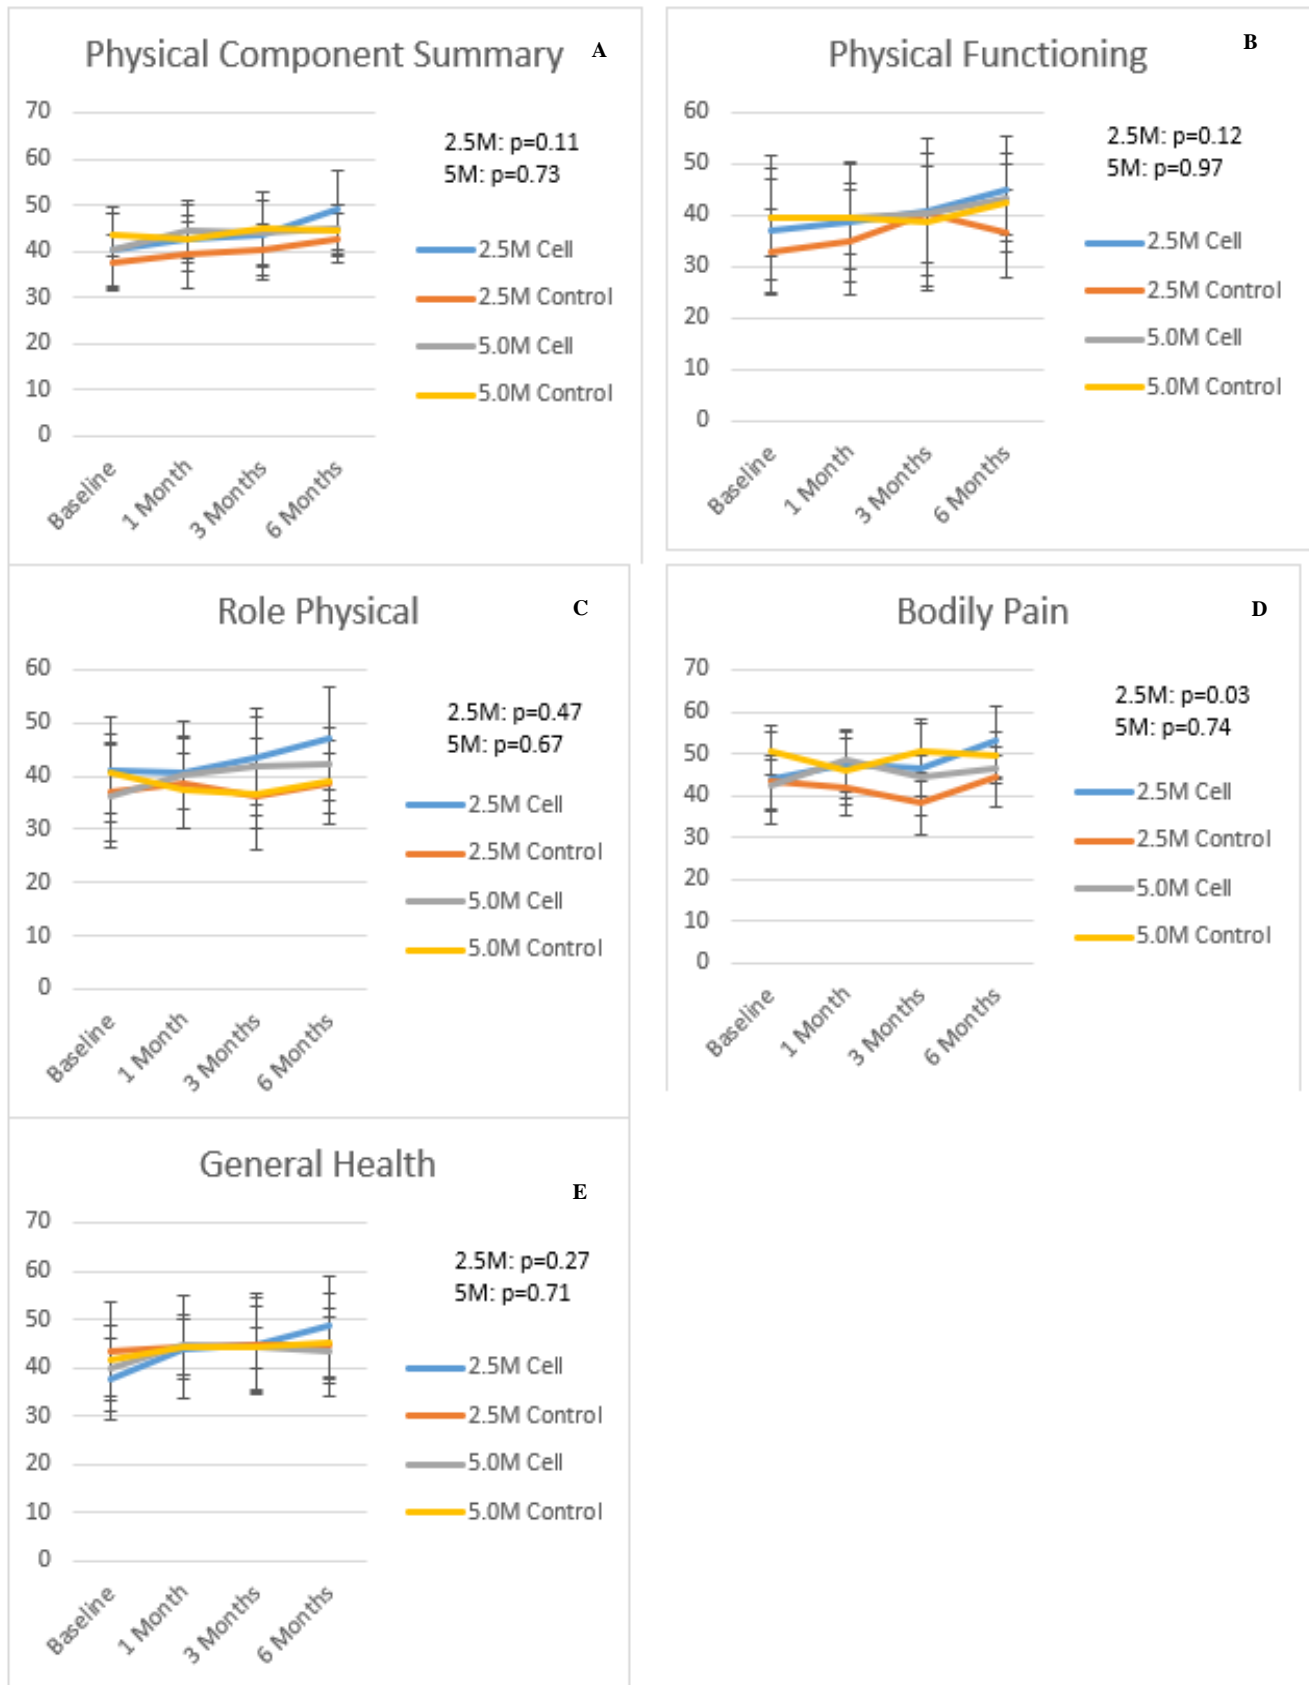 Physical Component Summary A
70
60
50
40
30
20
10
0
2.5M: p=0.11
5M: p=0.73
2.5M Cell
2.5M Control
5.0M Cell
5.0M Control
Baseline
1 Month
3 Months
6 Months
Physical Functioning B
60
50
40
30
20
10
0
2.5M: p=0.12
5M: p=0.97
2.5M Cell
2.5M Control
5.0M Cell
5.0M Control
Baseline
1 Month
3 Months
6 Months
Role Physical C
60
50
40
30
20
10
0
2.5M: p=0.47
5M: p=0.67
2.5M Cell
2.5M Control
5.0M Cell
5.0M Control
Baseline
1 Month
3 Months
6 Months
Bodily Pain D
70
60
50
40
30
20
10
0
2.5M: p=0.03
5M: p=0.74
2.5M Cell
2.5M Control
5.0M Cell
5.0M Control
Baseline
1 Month
3 Months
6 Months
General Health E
70
60
50
40
30
20
10
0
2.5M: p=0.27
5M: p=0.71
2.5M Cell
2.5M Control
5.0M Cell
5.0M Control
Baseline
1 Month
3 Months
6 Months